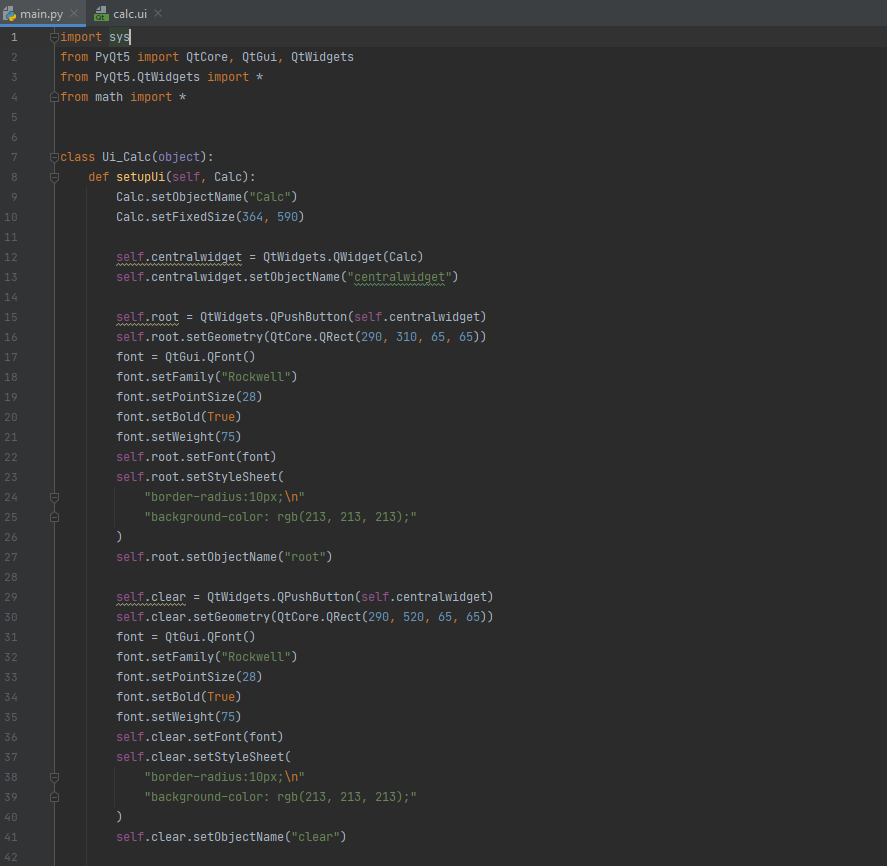 main.py calc.ui
1 import sys
2 from PyQt5 import QtCore, QtGui, QtWidgets
3 from PyQt5.QtWidgets import *
4 from math import *
5
6
7 class Ui_Calc(object):
8     def setupUi(self, Calc):
9         Calc.setObjectName("Calc")
10         Calc.setFixedSize(364, 590)
11
12         self.centralwidget = QtWidgets.QWidget(Calc)
13         self.centralwidget.setObjectName("centralwidget")
14
15         self.root = QtWidgets.QPushButton(self.centralwidget)
16         self.root.setGeometry(QtCore.QRect(290, 310, 65, 65))
17         font = QtGui.QFont()
18         font.setFamily("Rockwell")
19         font.setPointSize(28)
20         font.setBold(True)
21         font.setWeight(75)
22         self.root.setFont(font)
23         self.root.setStyleSheet(
24             "border-radius:10px;\n"
25             "background-color: rgb(213, 213, 213);"
26         )
27         self.root.setObjectName("root")
28
29         self.clear = QtWidgets.QPushButton(self.centralwidget)
30         self.clear.setGeometry(QtCore.QRect(290, 520, 65, 65))
31         font = QtGui.QFont()
32         font.setFamily("Rockwell")
33         font.setPointSize(28)
34         font.setBold(True)
35         font.setWeight(75)
36         self.clear.setFont(font)
37         self.clear.setStyleSheet(
38             "border-radius:10px;\n"
39             "background-color: rgb(213, 213, 213);"
40         )
41         self.clear.setObjectName("clear")
42